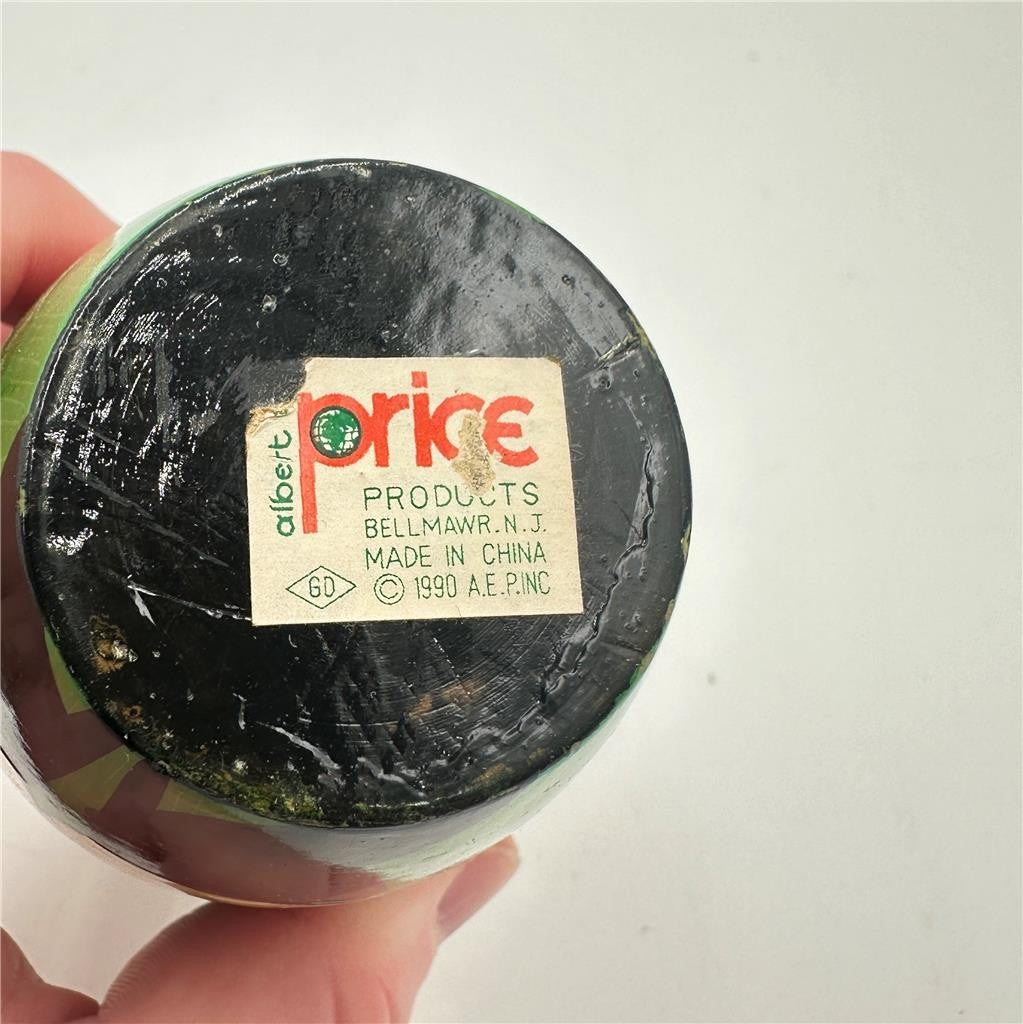 albert
price
PRODUCTS
BELLMAWR. N. J.
MADE IN CHINA
GD © 1990 A.E.P. INC